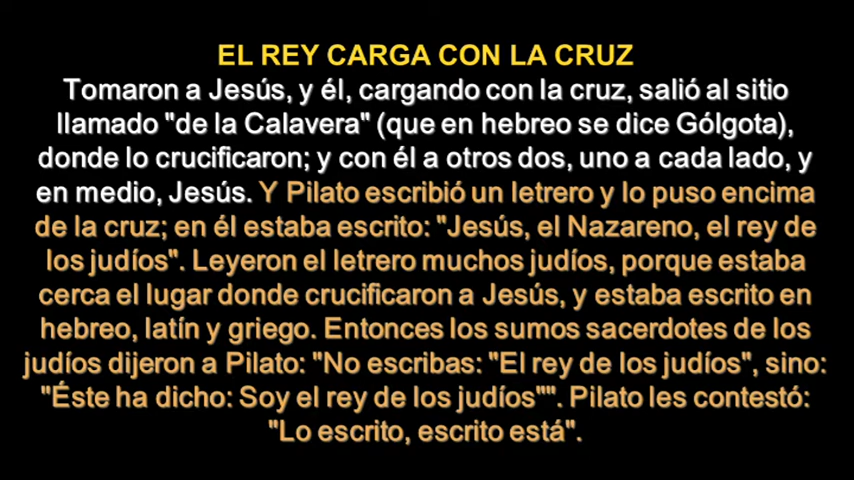 EL REY CARGA CON LA CRUZ
Tomaron a Jesús, y él, cargando con la cruz, salió al sitio
llamado "de la Calavera" (que en hebreo se dice Gólgota),
donde lo crucificaron; y con él a otros dos, uno a cada lado, y
en medio, Jesús. Y Pilato escribió un letrero y lo puso encima
de la cruz; en él estaba escrito: "Jesús, el Nazareno, el rey de
los judíos". Leyeron el letrero muchos judíos, porque estaba
cerca el lugar donde crucificaron a Jesús, y estaba escrito en
hebreo, latín y griego. Entonces los sumos sacerdotes de los
judíos dijeron a Pilato: "No escribas: "El rey de los judíos", sino:
"Éste ha dicho: Soy el rey de los judíos"". Pilato les contestó:
"Lo escrito, escrito está".